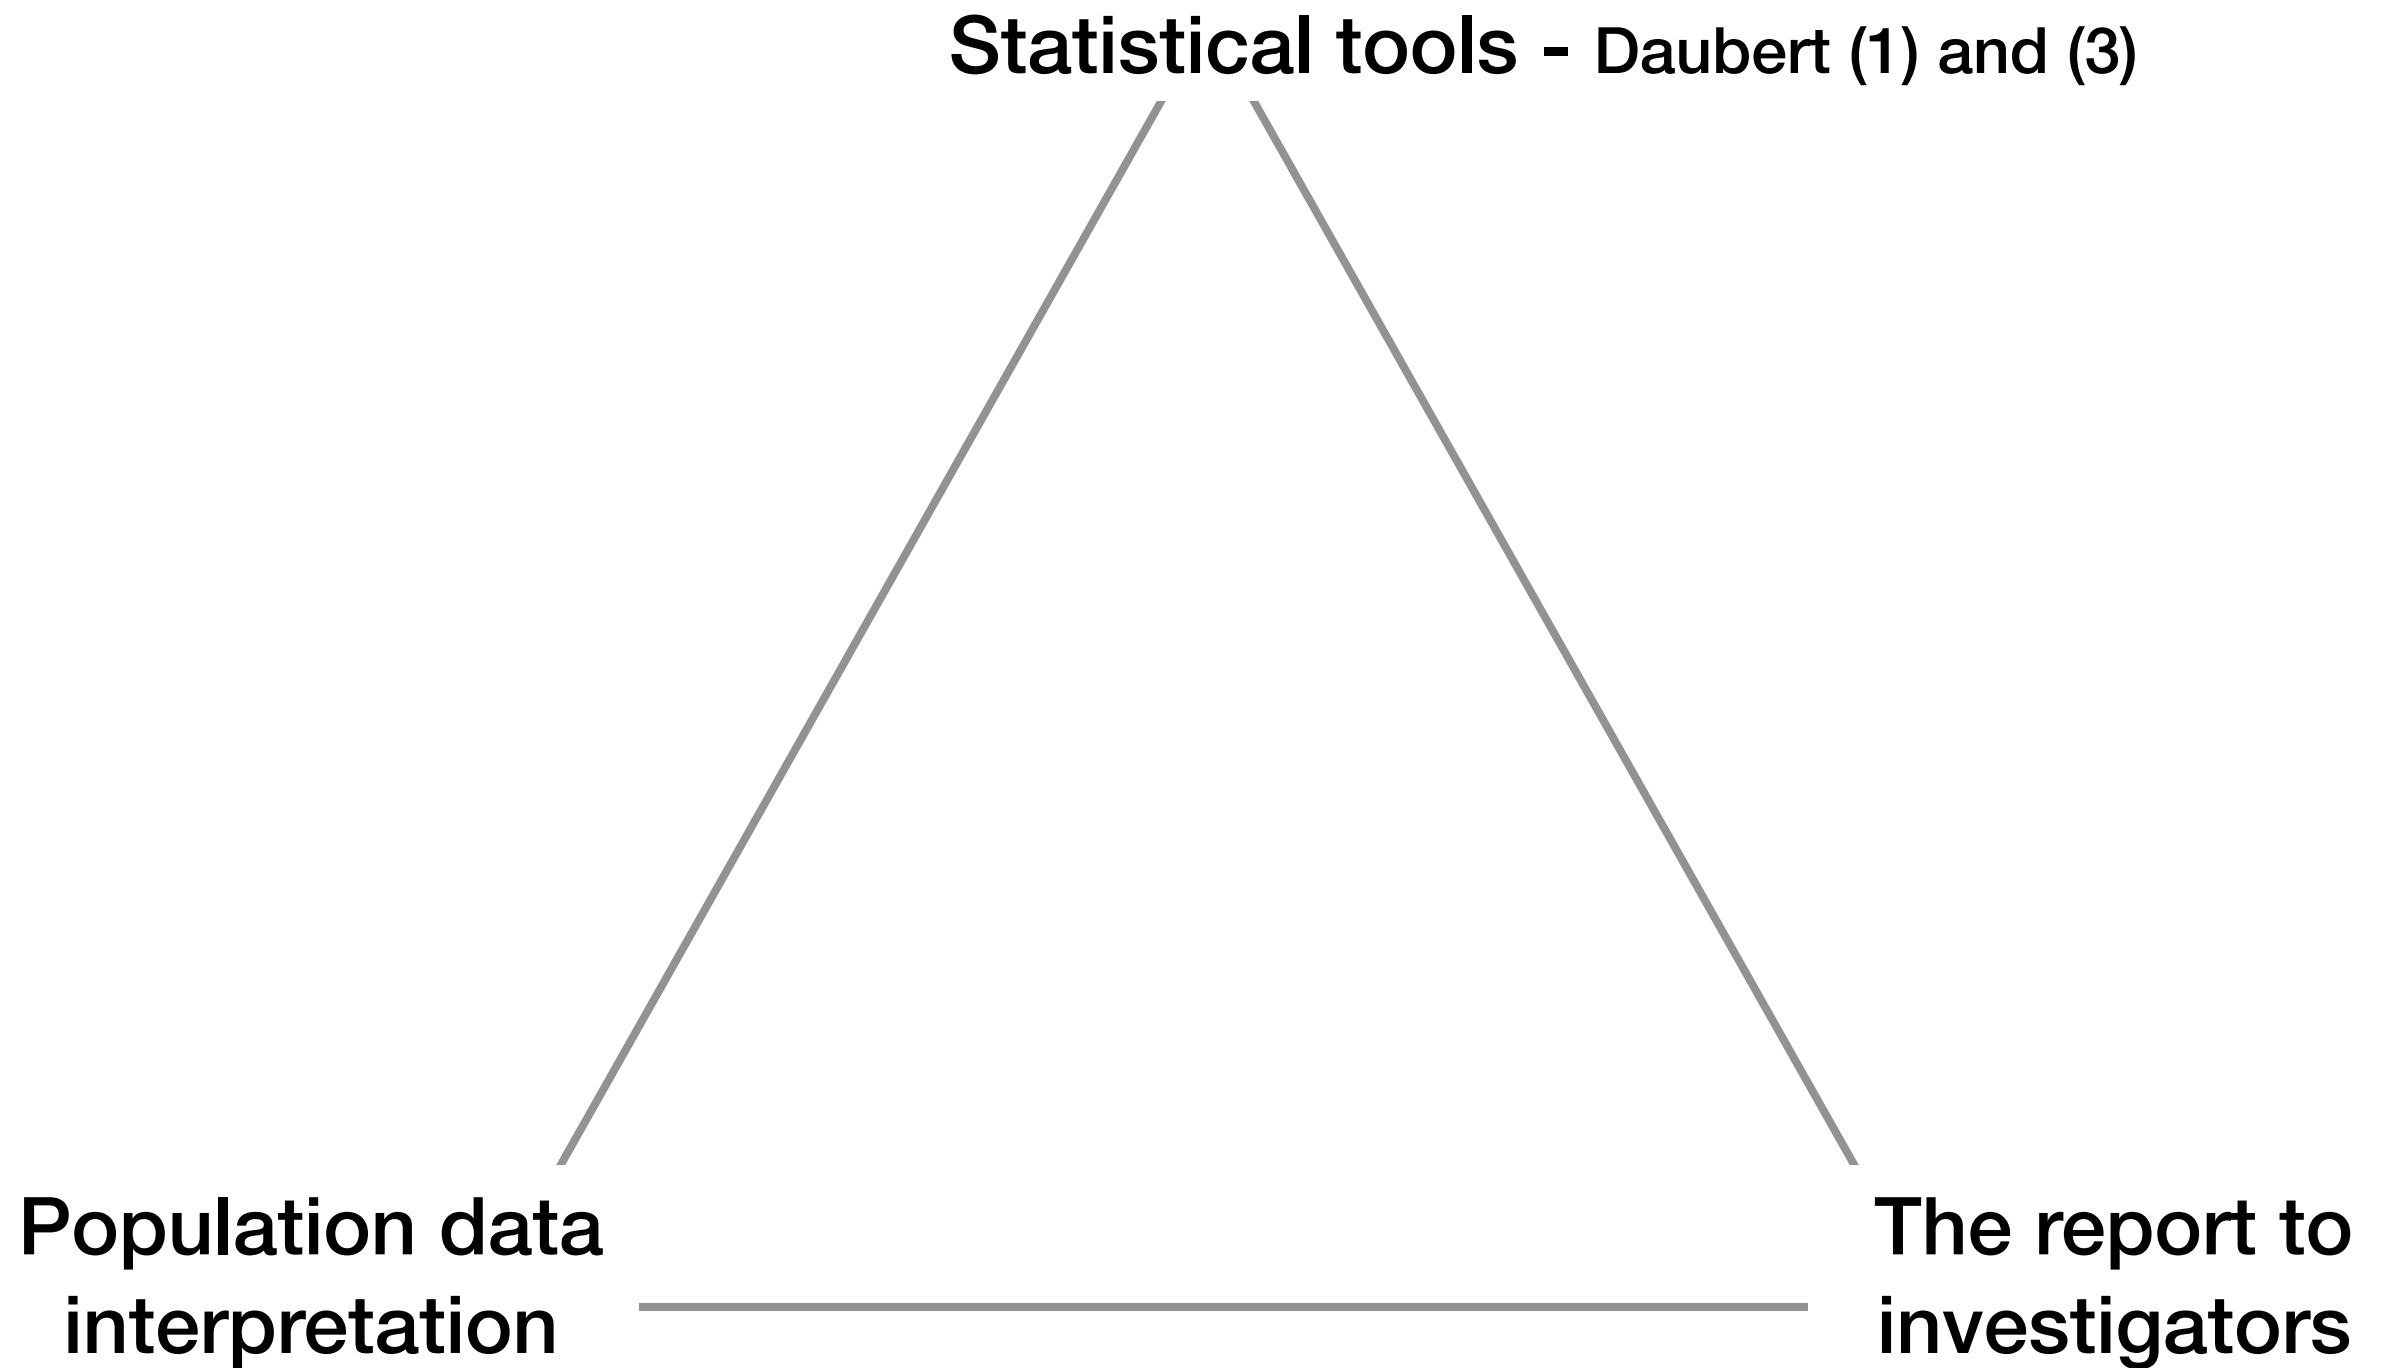 Statistical tools - Daubert (1) and (3)
Population data
interpretation
The report to
investigators